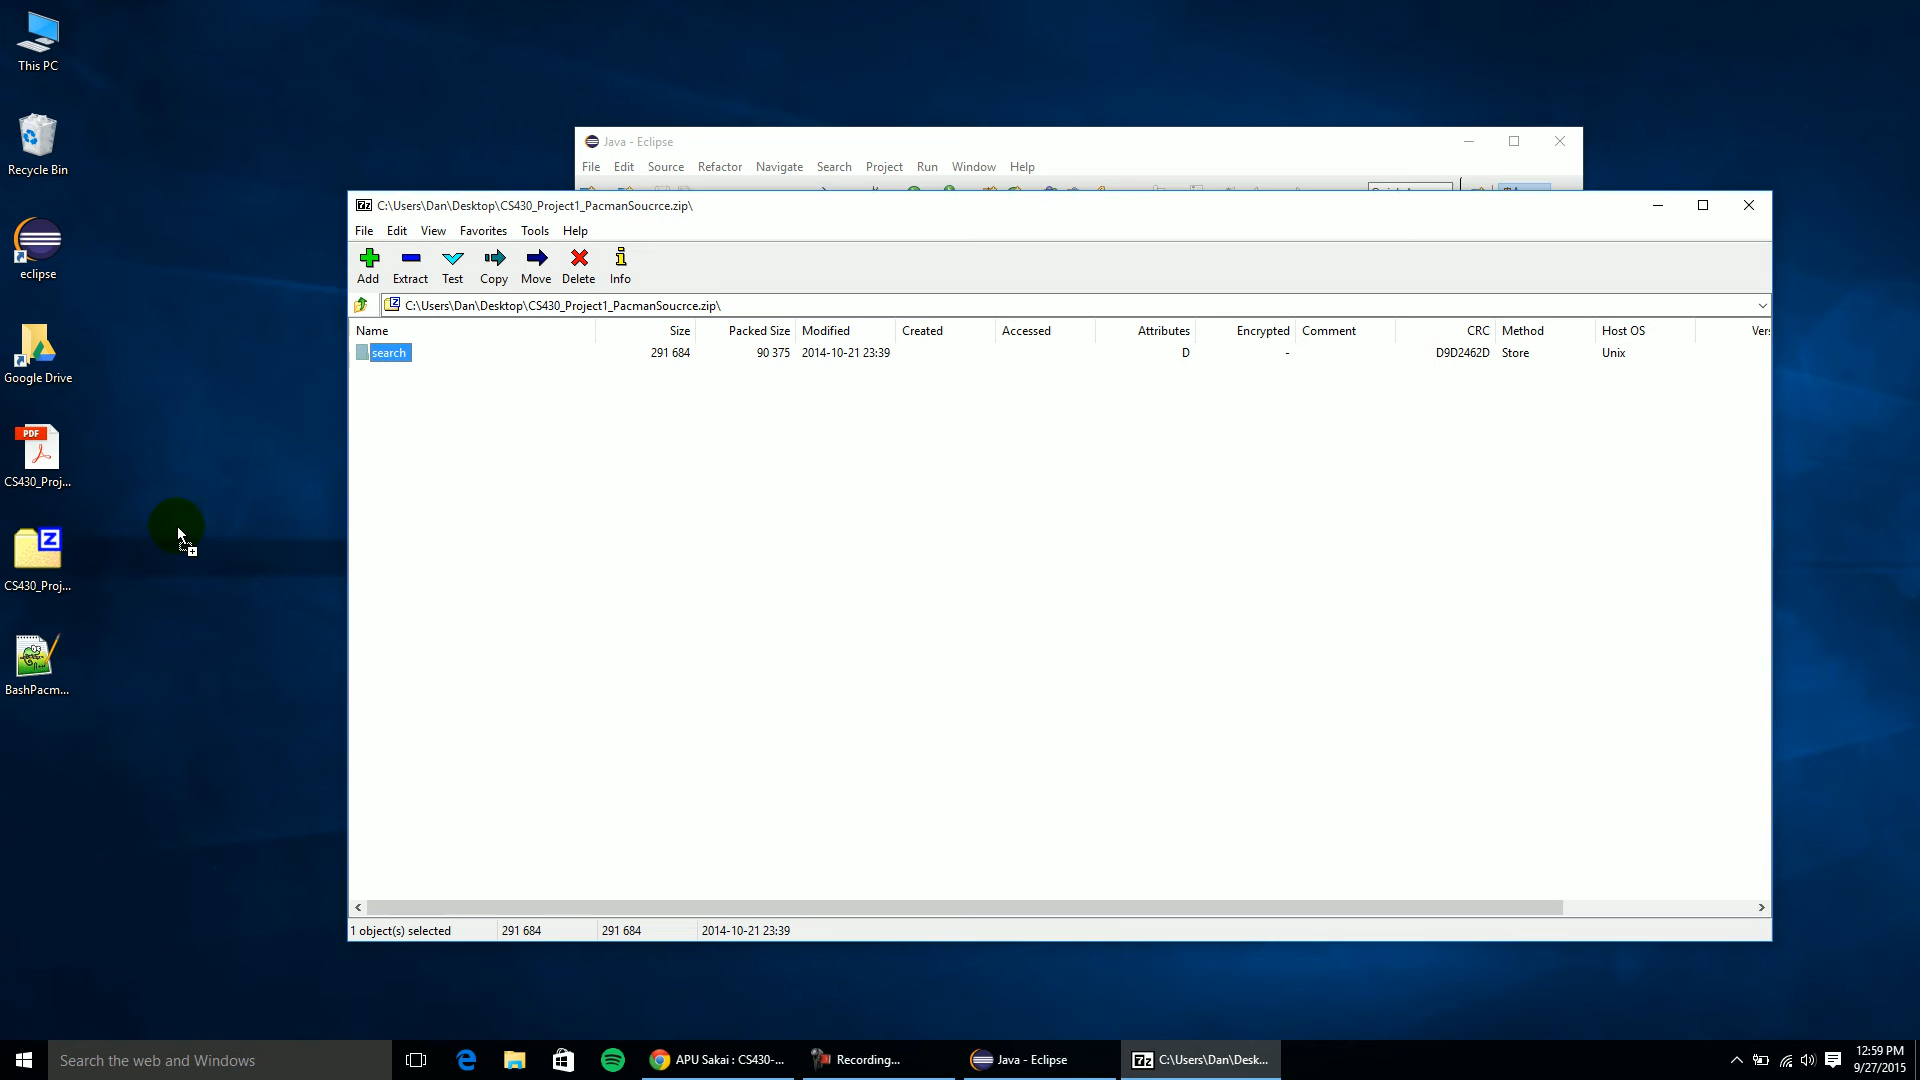 This PC
Recycle Bin
eclipse
Google Drive
PDF
CS430_Proj...
Z
CS430_Proj...
BashPacm...
Java - Eclipse
File Edit Source Refactor Navigate Search Project Run Window Help
7z C:\Users\Dan\Desktop\CS430_Project1_PacmanSoucrce.zip\
File Edit View Favorites Tools Help
Add Extract Test Copy Move Delete Info
Z C:\Users\Dan\Desktop\CS430_Project1_PacmanSoucrce.zip\
Name Size Packed Size Modified Created Accessed Attributes Encrypted Comment CRC Method Host OS
search 291 684 90 375 2014-10-21 23:39 D - D9D2462D Store Unix
1 object(s) selected 291 684 291 684 2014-10-21 23:39
Search the web and Windows
APU Sakai : CS430-...
Recording...
Java - Eclipse
7z C:\Users\Dan\Desk...
12:59 PM
9/27/2015